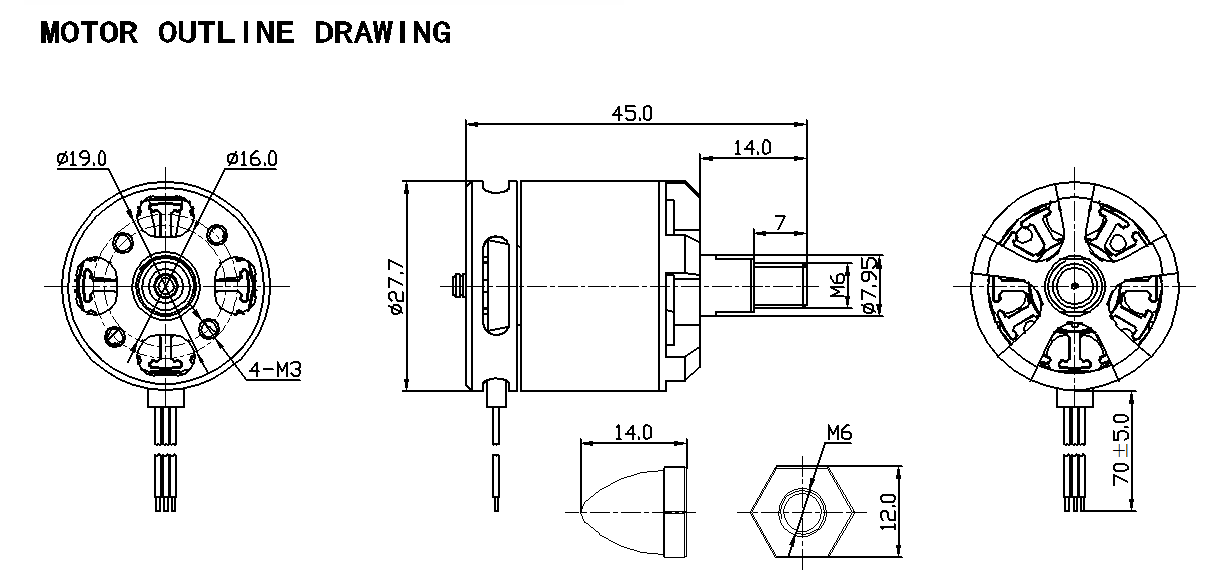 MOTOR OUTLINE DRAWING
45.0
14.0
ø19.0
ø16.0
7
ø27.7
M6
ø7.95
4-M3
14.0
M6
12.0
70±5.0